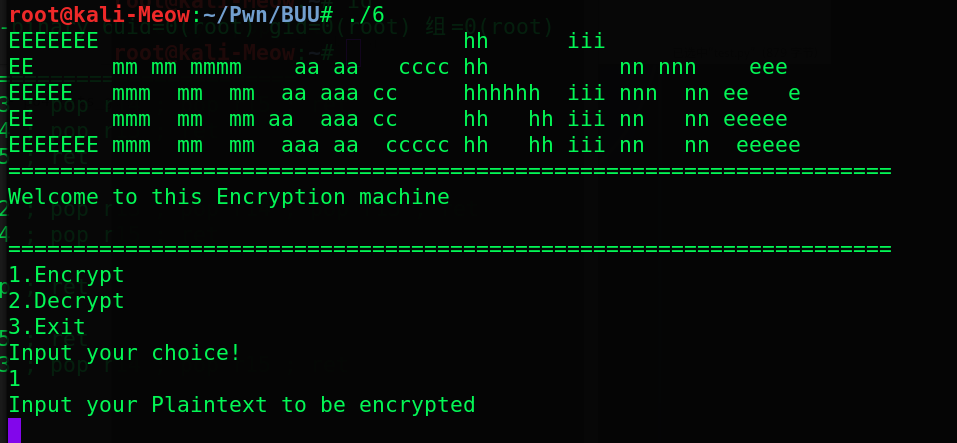 root@kali-Meow:~/Pwn/BUU# ./6
EEEEEEE                            hh      iii
EE      mm mm mmmm    aa aa   cccc hh          nn nnn    eee
EEEEE   mmm  mm  mm  aa aaa cc     hhhhhh  iii nnn  nn ee   e
EE      mmm  mm  mm aa  aaa cc     hh   hh iii nn   nn eeeee
EEEEEEE mmm  mm  mm  aaa aa  ccccc hh   hh iii nn   nn  eeeee
====================================================================
Welcome to this Encryption machine
====================================================================
1.Encrypt
2.Decrypt
3.Exit
Input your choice!
1
Input your Plaintext to be encrypted